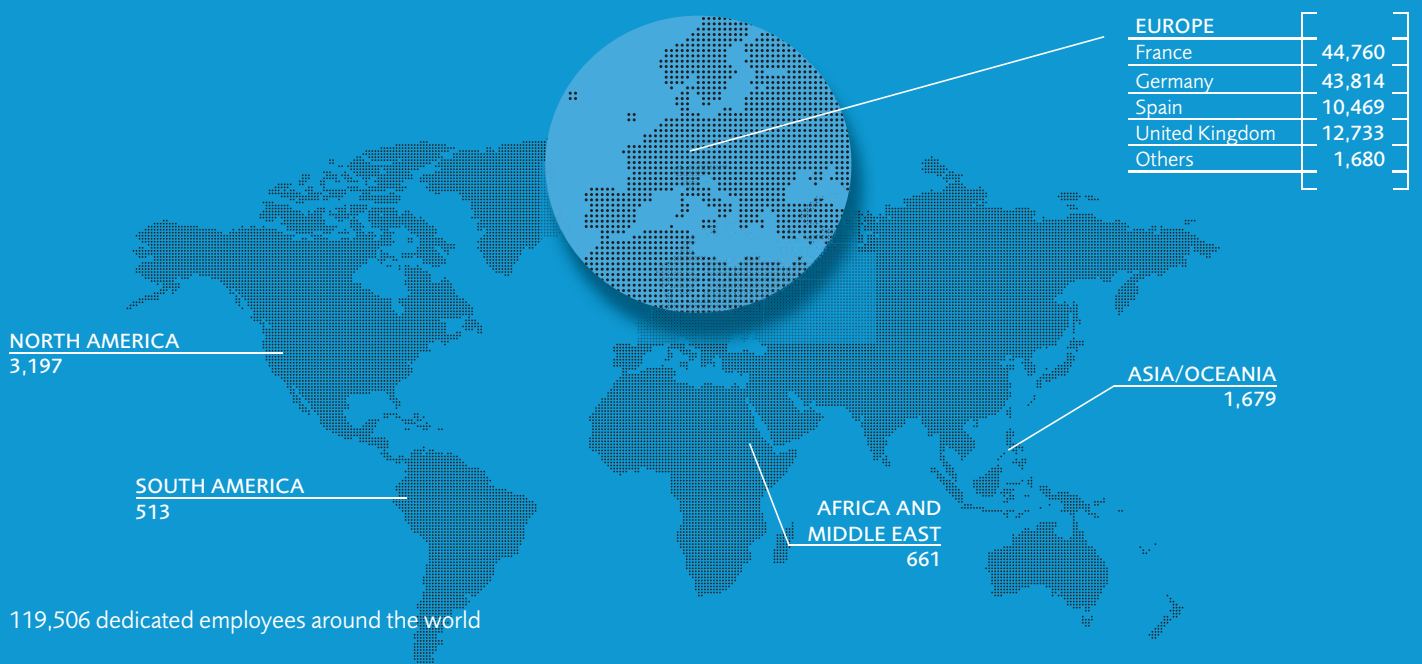 EUROPE
France 44,760
Germany 43,814
Spain 10,469
United Kingdom 12,733
Others 1,680
NORTH AMERICA
3,197
ASIA/OCEANIA
1,679
SOUTH AMERICA
513
AFRICA AND
MIDDLE EAST
661
119,506 dedicated employees around the world